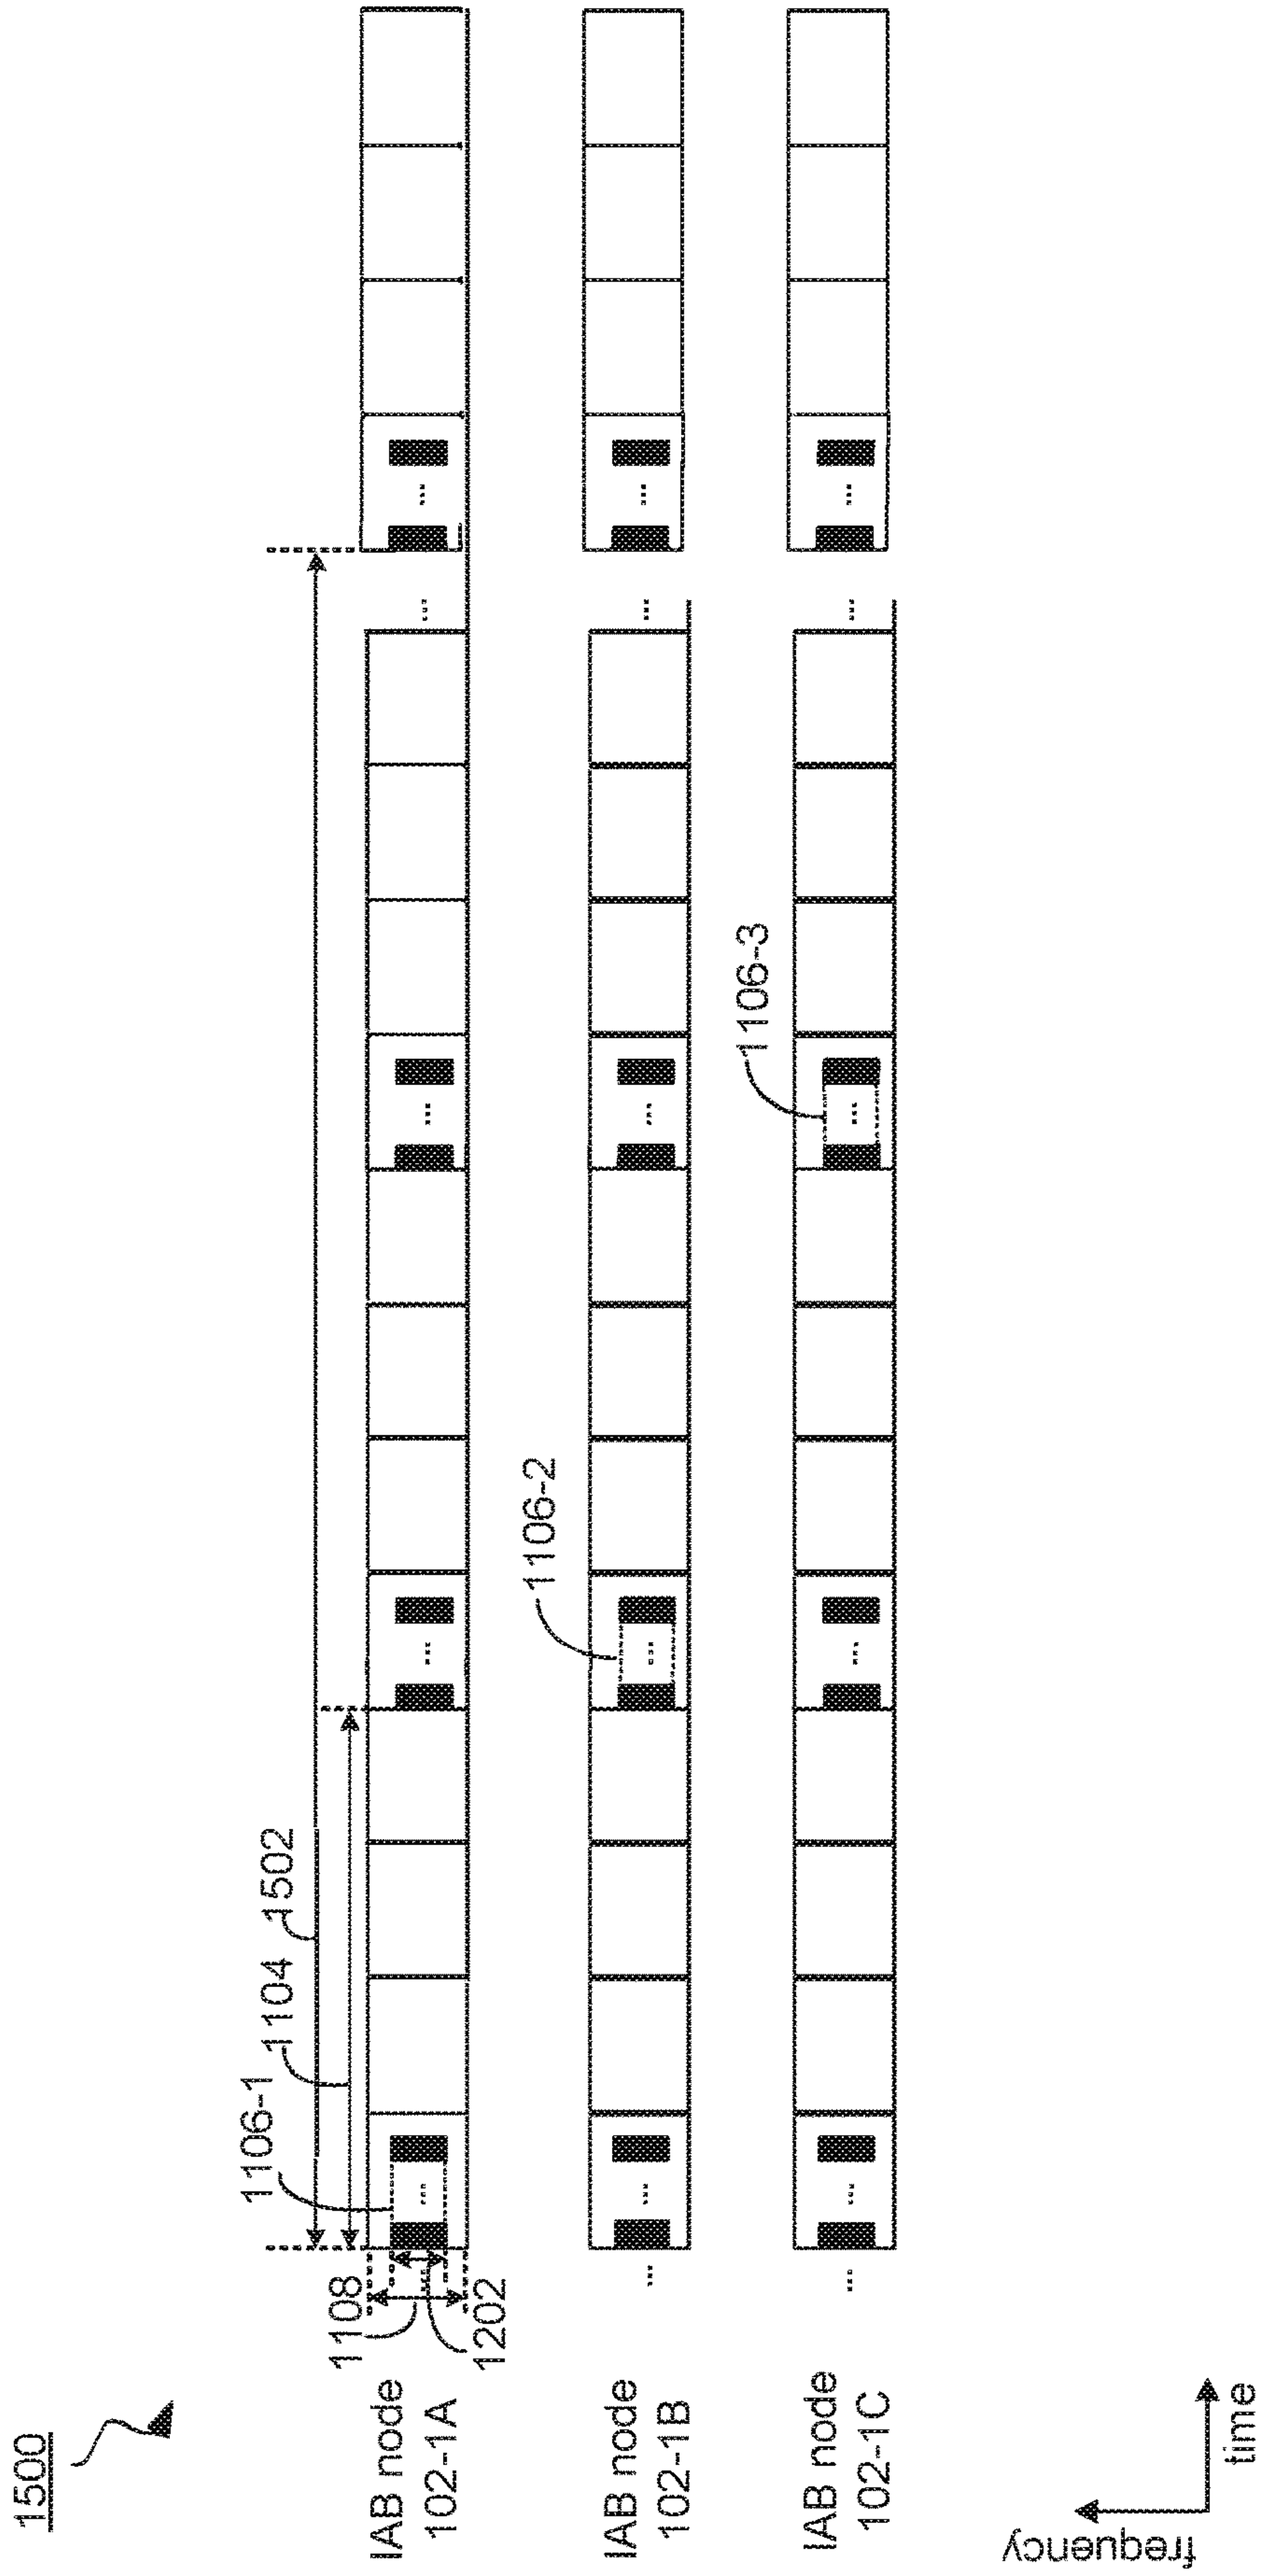 1500
1106-1
1104
1502
1108
1202
IAB node
102-1A
1106-2
IAB node
102-1B
1106-3
IAB node
102-1C
frequency
time